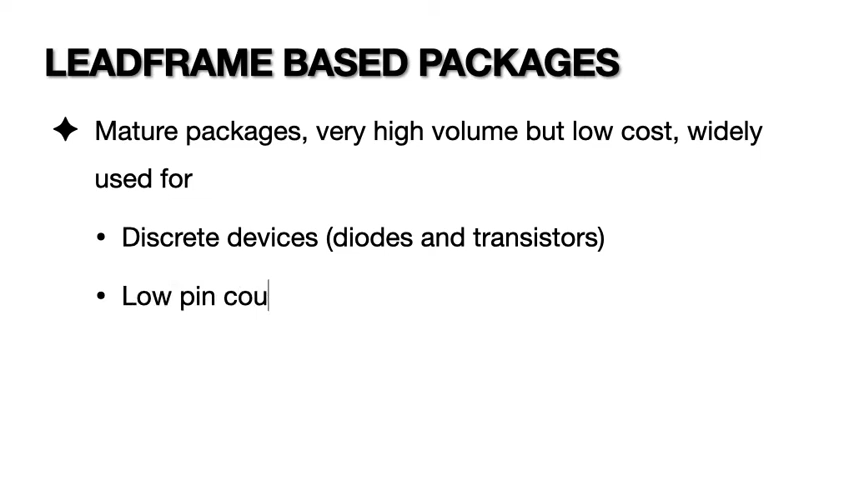 LEADFRAME BASED PACKAGES
✦ Mature packages, very high volume but low cost, widely
used for
• Discrete devices (diodes and transistors)
• Low pin cou